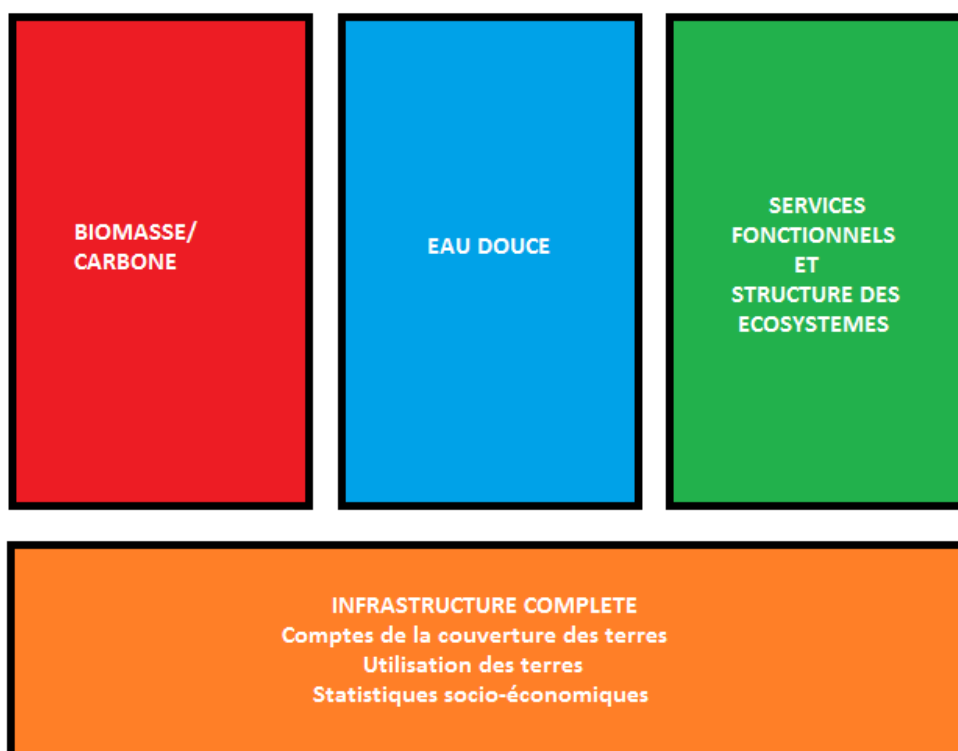 BIOMASSE/
CARBONE
EAU DOUCE
SERVICES
FONCTIONNELS
ET
STRUCTURE DES
ECOSYSTEMES
INFRASTRUCTURE COMPLETE
Comptes de la couverture des terres
Utilisation des terres
Statistiques socio-économiques